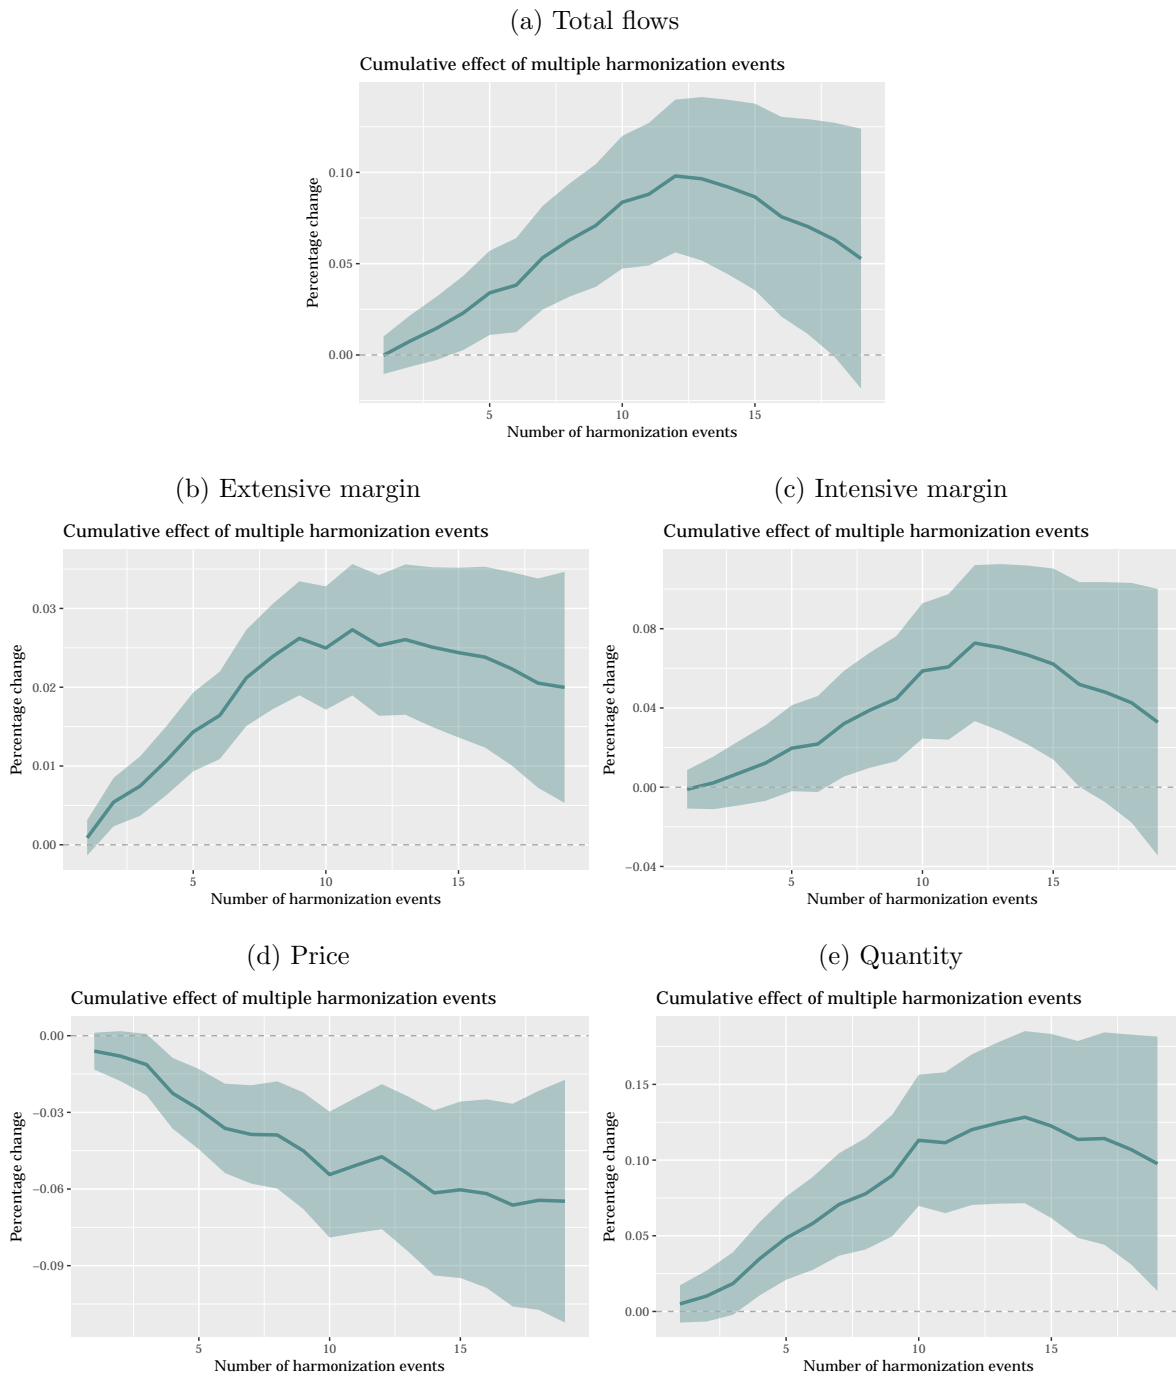 (a) Total flows
Cumulative effect of multiple harmonization events
Percentage change
0.10
0.05
0.00
5 10 15
Number of harmonization events
(b) Extensive margin
Cumulative effect of multiple harmonization events
Percentage change
0.03
0.02
0.01
0.00
5 10 15
Number of harmonization events
(c) Intensive margin
Cumulative effect of multiple harmonization events
Percentage change
0.08
0.04
0.00
−0.04
5 10 15
Number of harmonization events
(d) Price
Cumulative effect of multiple harmonization events
Percentage change
0.00
−0.03
−0.06
−0.09
5 10 15
Number of harmonization events
(e) Quantity
Cumulative effect of multiple harmonization events
Percentage change
0.15
0.10
0.05
0.00
5 10 15
Number of harmonization events